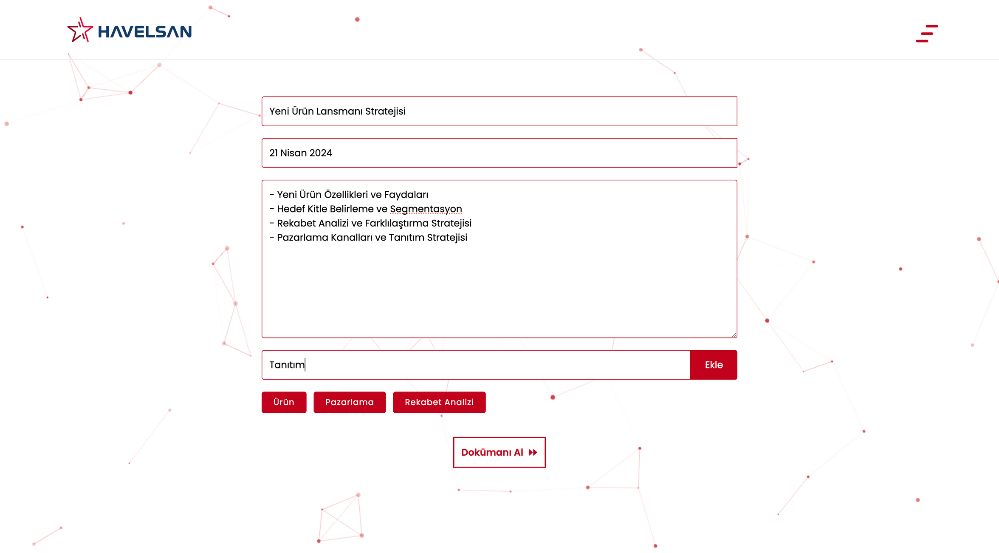 HAVELSAN
Yeni Ürün Lansmanı Stratejisi
21 Nisan 2024
- Yeni Ürün Özellikleri ve Faydaları
- Hedef Kitle Belirleme ve Segmentasyon
- Rekabet Analizi ve Farklılaştırma Stratejisi
- Pazarlama Kanalları ve Tanıtım Stratejisi
Tanıtım
Ekle
Ürün
Pazarlama
Rekabet Analizi
Dokümanı Al